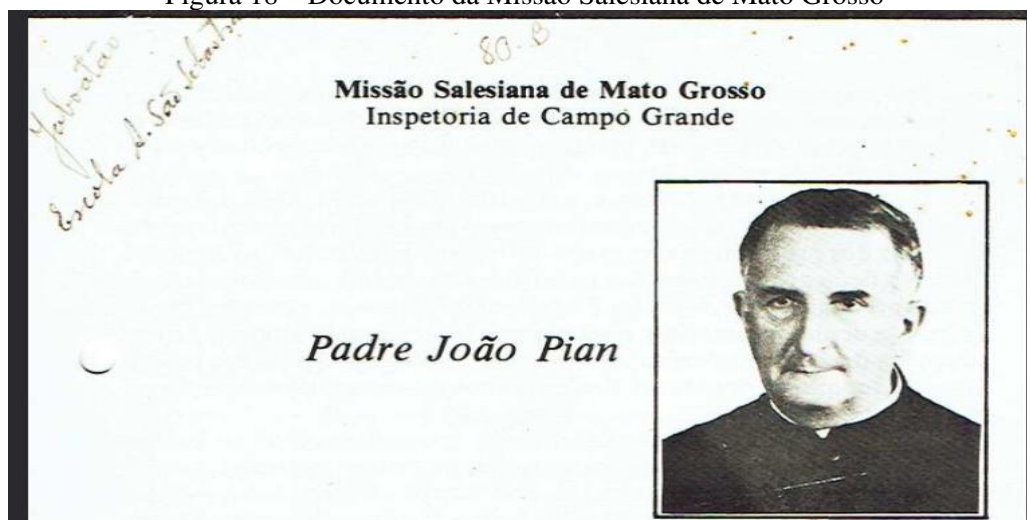 Figura 18 – Documento da Missão Salesiana de Mato Grosso
80-B
Jaboatão
Escola A. São Sebastião
Missão Salesiana de Mato Grosso
Inspetoria de Campo Grande
Padre João Pian